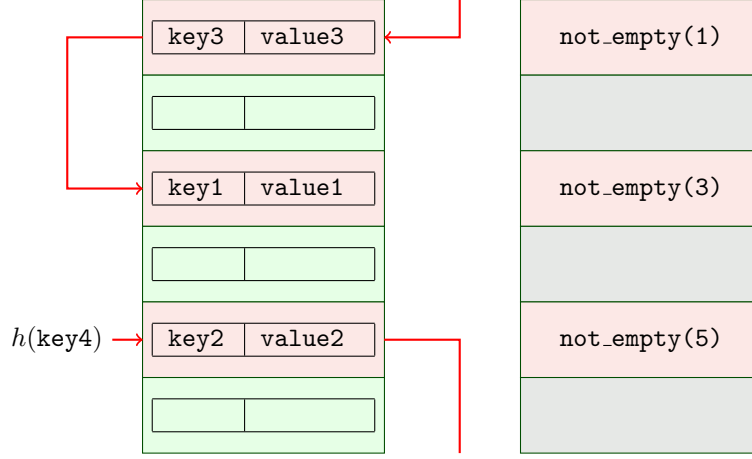 key3 value3 not_empty(1)
key1 value1 not_empty(3)
h(key4) key2 value2 not_empty(5)